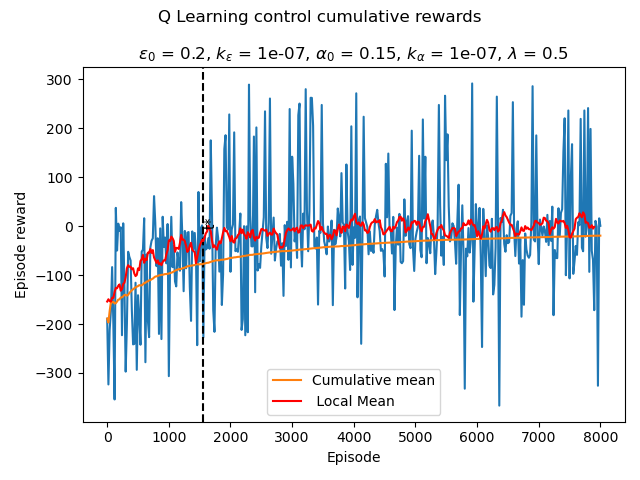 Q Learning control cumulative rewards
ε₀ = 0.2, kε = 1e-07, α₀ = 0.15, kα = 1e-07, λ = 0.5
300
200
100
0
−100
−200
−300
Episode reward
Cumulative mean
Local Mean
0
1000
2000
3000
4000
5000
6000
7000
8000
Episode